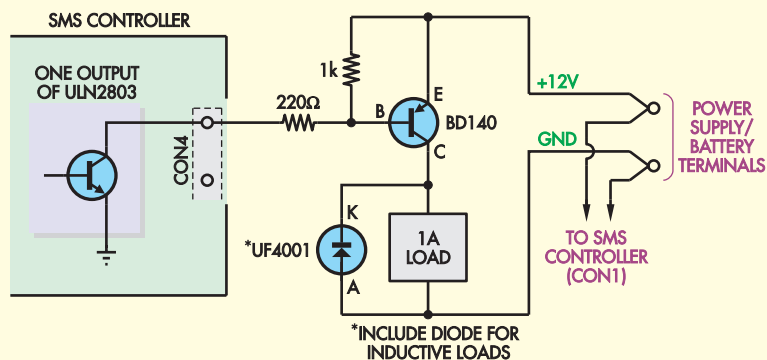 SMS CONTROLLER
ONE OUTPUT
OF ULN2803
CON4
220Ω
1k
B
E
C
BD140
+12V
GND
POWER
SUPPLY/
BATTERY
TERMINALS
TO SMS
CONTROLLER
(CON1)
K
*UF4001
A
1A
LOAD
*INCLUDE DIODE FOR
INDUCTIVE LOADS